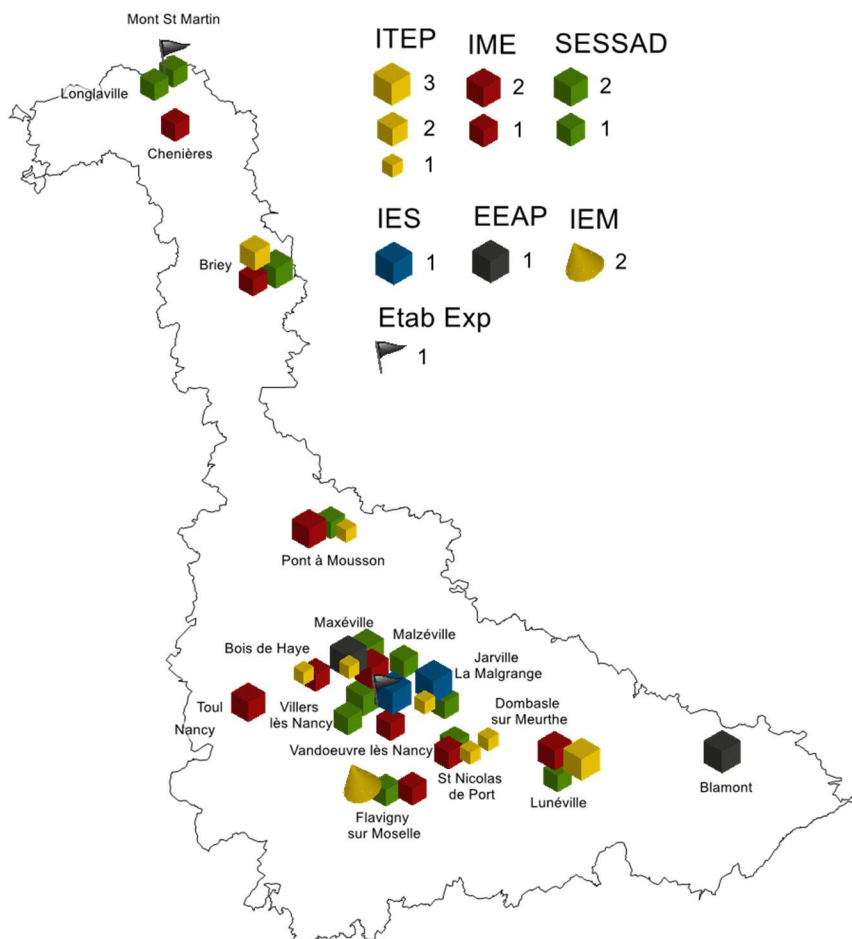 Mont St Martin
ITEP IME SESSAD
Longlaville
3 2 2
2 1 1
1
Chenières
IES EEAP IEM
1 1 2
Briey
Etab Exp
1
Pont à Mousson
Maxéville
Malzéville
Bois de Haye
Jarville
La Malgrange
Toul
Nancy
Villers
lès Nancy
Dombasle
sur Meurthe
Vandoeuvre lès Nancy
St Nicolas
de Port
Lunéville
Blamont
Flavigny
sur Moselle